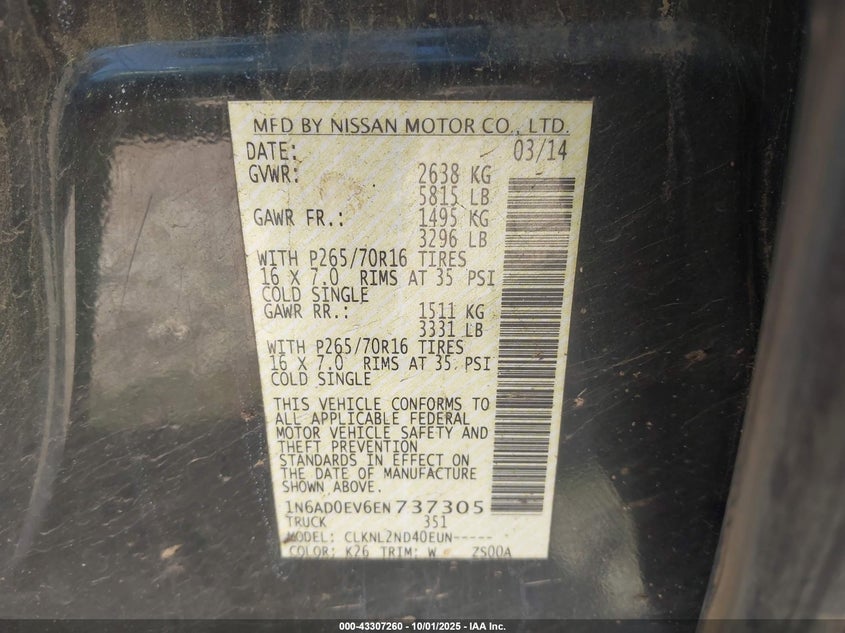 MFD BY NISSAN MOTOR CO., LTD.
DATE: 03/14
GVWR: 2638 KG
5815 LB
GAWR FR.: 1495 KG
3296 LB
WITH P265/70R16 TIRES
16 X 7.0 RIMS AT 35 PSI
COLD SINGLE
GAWR RR.: 1511 KG
3331 LB
WITH P265/70R16 TIRES
16 X 7.0 RIMS AT 35 PSI
COLD SINGLE
THIS VEHICLE CONFORMS TO
ALL APPLICABLE FEDERAL
MOTOR VEHICLE SAFETY AND
THEFT PREVENTION
STANDARDS IN EFFECT ON
THE DATE OF MANUFACTURE
SHOWN ABOVE.
1N6AD0EV6EN737305
TRUCK 351
MODEL: CLKNL2ND40EUN-----
COLOR: K26 TRIM: W ZS00A
000-43307260 - 10/01/2025 - IAA Inc.